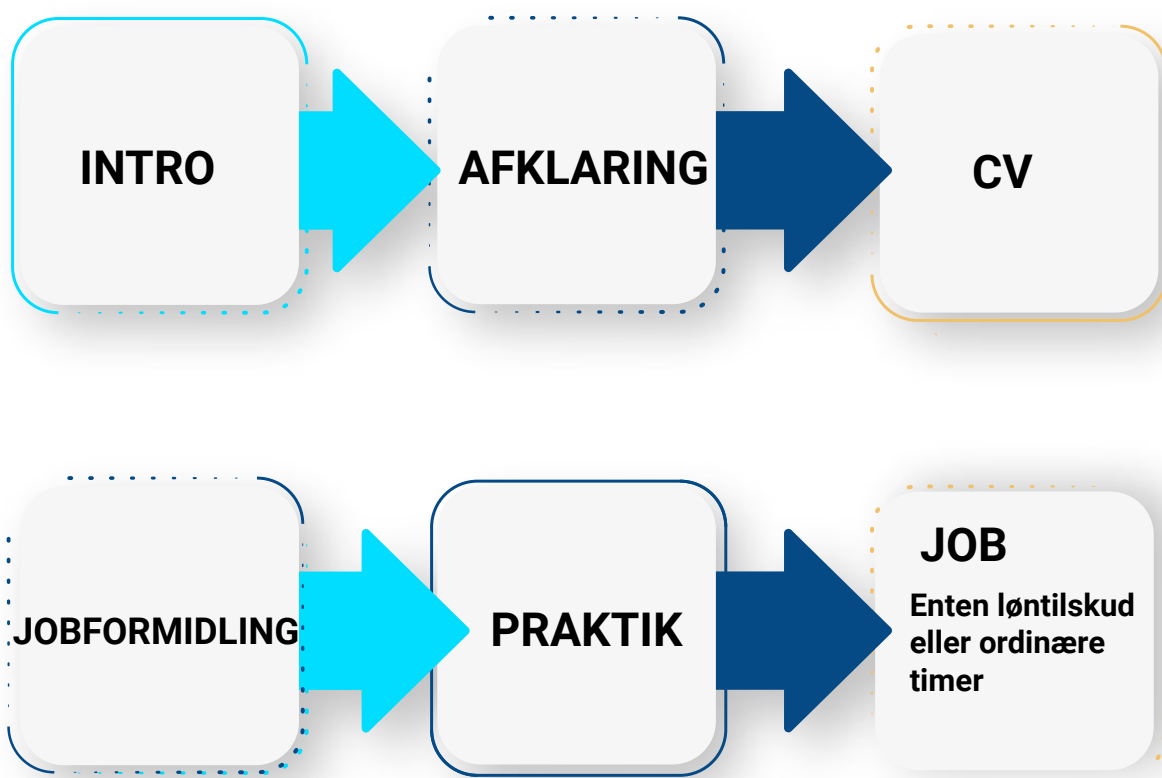 INTRO
AFKLARING
CV
JOBFORMIDLING
PRAKTIK
JOB
Enten løntilskud
eller ordinære
timer